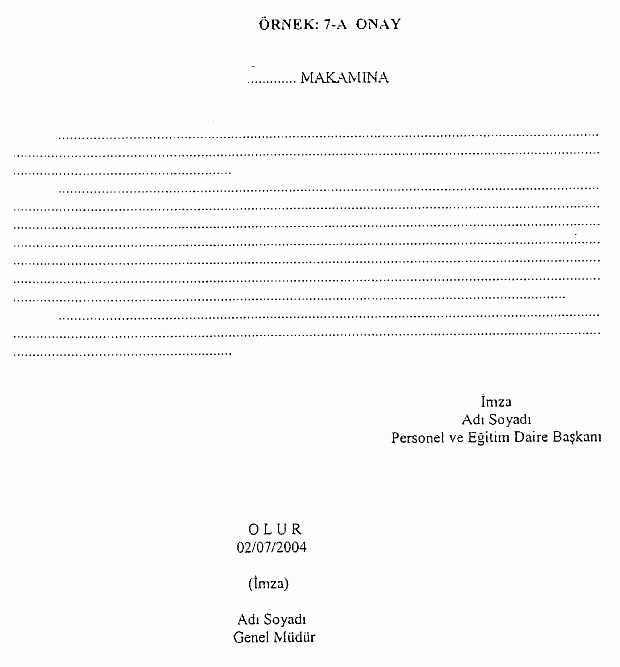 ÖRNEK: 7-A ONAY
............. MAKAMINA
........................................................................................................................................
...................................................................................................................................................
.......................................................
........................................................................................................................................
...................................................................................................................................................
...................................................................................................................................................
...................................................................................................................................................
...................................................................................................................................................
...................................................................................................................................................
..........................................................................................................................................
........................................................................................................................................
...................................................................................................................................................
.......................................................
İmza
Adı Soyadı
Personel ve Eğitim Daire Başkanı
O L U R
02/07/2004
(İmza)
Adı Soyadı
Genel Müdür